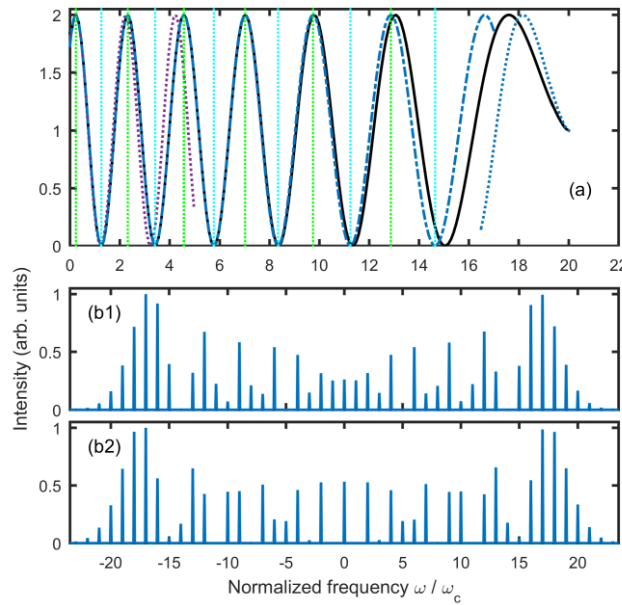 2
1.5
1
0.5
0
0 2 4 6 8 10 12 14 16 18 20 22
(a)
Intensity (arb. units)
1
0.5
0
(b1)
1
0.5
0
(b2)
-20 -15 -10 -5 0 5 10 15 20
Normalized frequency ω / ω_c